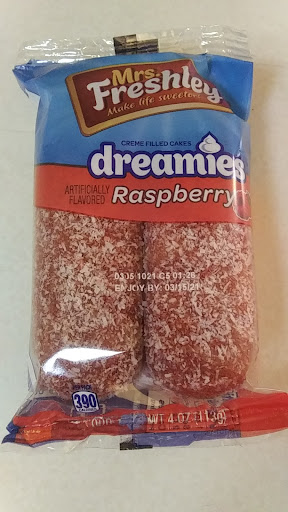 Mrs.
Freshley
Make life sweeter
CREME FILLED CAKES
dreamies
ARTIFICIALLY
FLAVORED
Raspberry
ENJOY BY: 03/15/21
390
WT 4 OZ (113g)